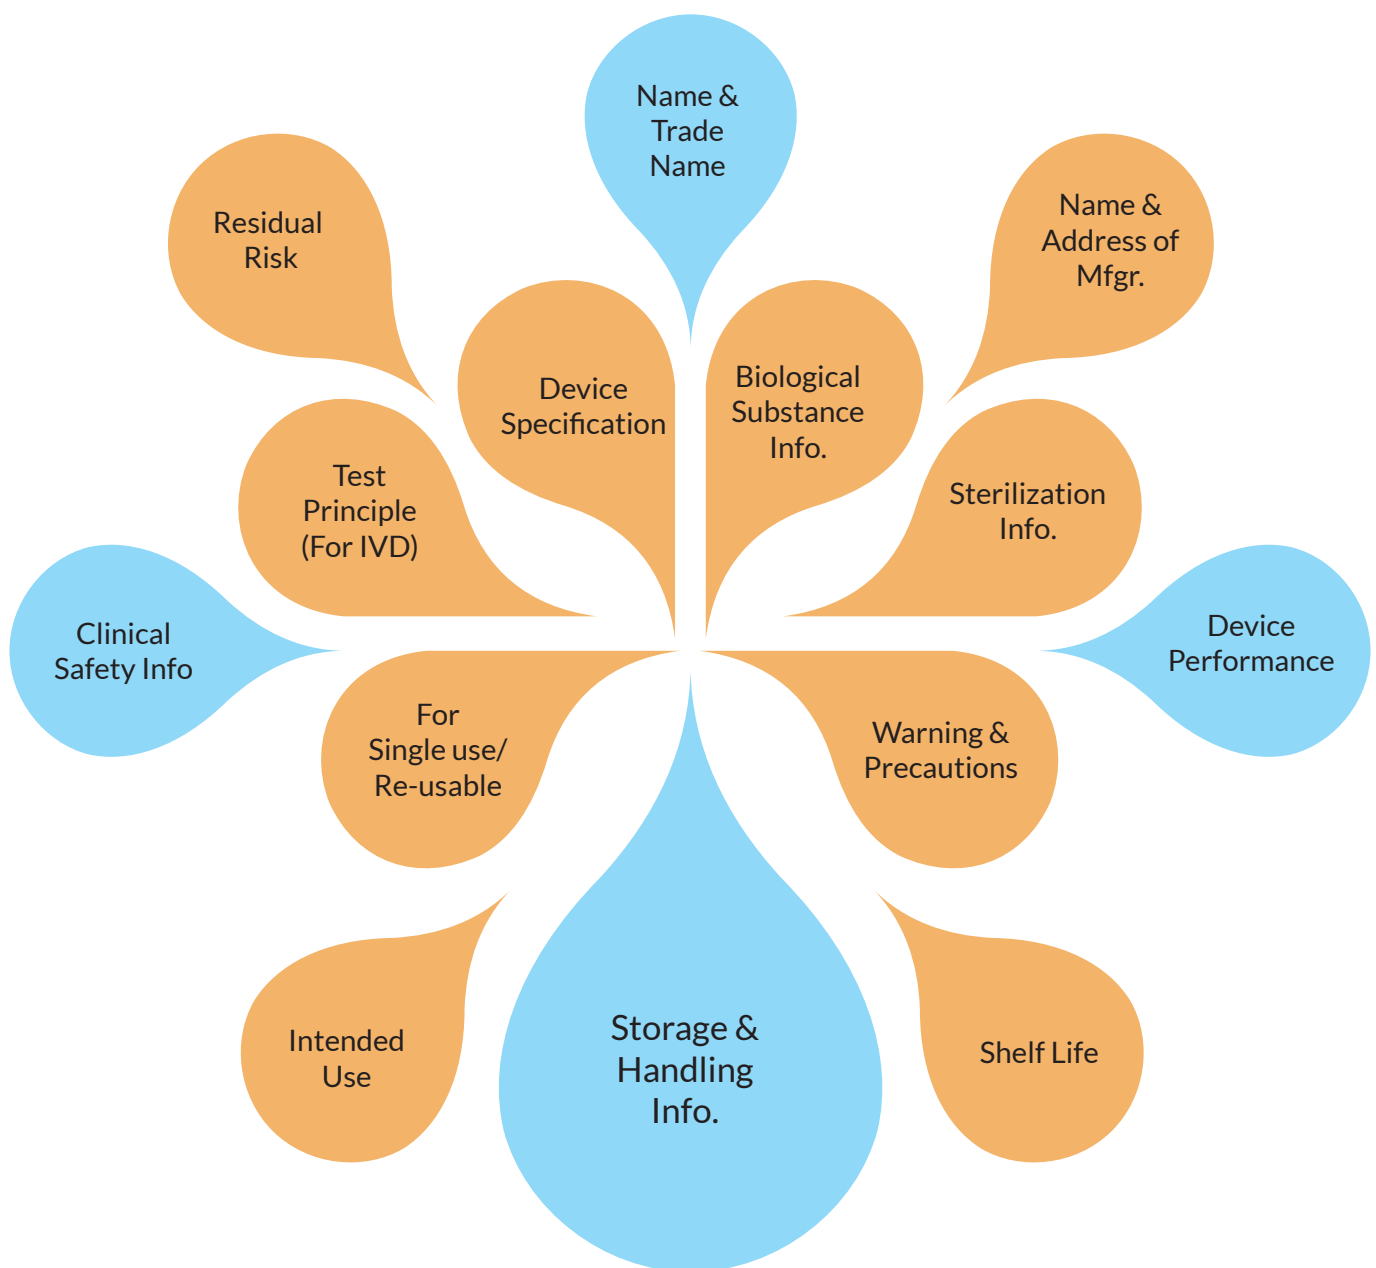 Name &
Trade
Name
Residual
Risk
Name &
Address of
Mfgr.
Device
Specification
Biological
Substance
Info.
Test
Principle
(For IVD)
Sterilization
Info.
Clinical
Safety Info
Device
Performance
For
Single use/
Re-usable
Warning &
Precautions
Intended
Use
Storage &
Handling
Info.
Shelf Life